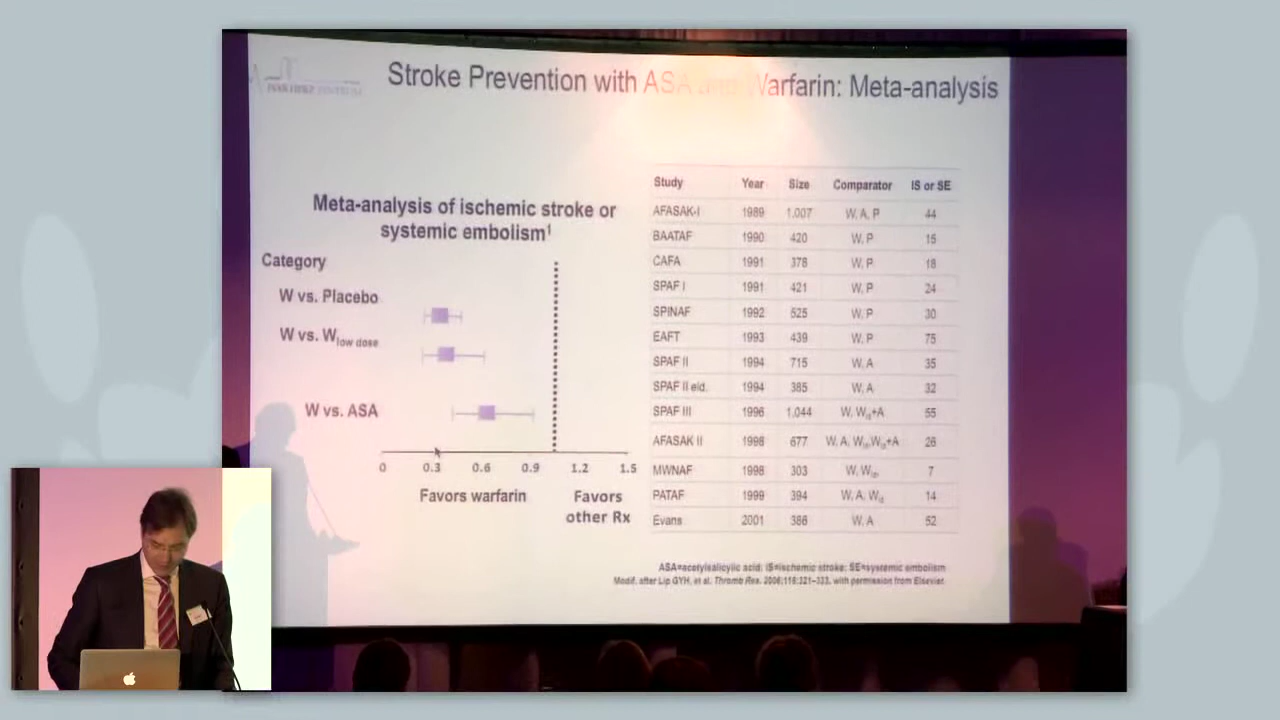 Stroke Prevention with ASA and Warfarin: Meta-analysis
Meta-analysis of ischemic stroke or
systemic embolism1
Category
W vs. Placebo
W vs. Wlow dose
W vs. ASA
0 0.3 0.6 0.9 1.2 1.5
Favors warfarin
Favors
other Rx
Study Year Size Comparator IS or SE
AFASAK-I 1989 1,007 W, A, P 44
BAATAF 1990 420 W, P 15
CAFA 1991 378 W, P 18
SPAF I 1991 421 W, P 24
SPINAF 1992 525 W, P 30
EAFT 1993 439 W, P 75
SPAF II 1994 715 W, A 35
SPAF II eld. 1994 385 W, A 32
SPAF III 1996 1,044 W, +A 55
AFASAK II 1998 677 W, A, +A 26
MWNAF 1998 303 W, 7
PATAF 1999 394 W, A, 14
Evans 2001 386 W, A 52
ASA=acetylsalicylic acid; IS=ischemic stroke; SE=systemic embolism
Modif. after Lip GYH, et al. Thromb Res. 2006;118:321–333, with permission from Elsevier.